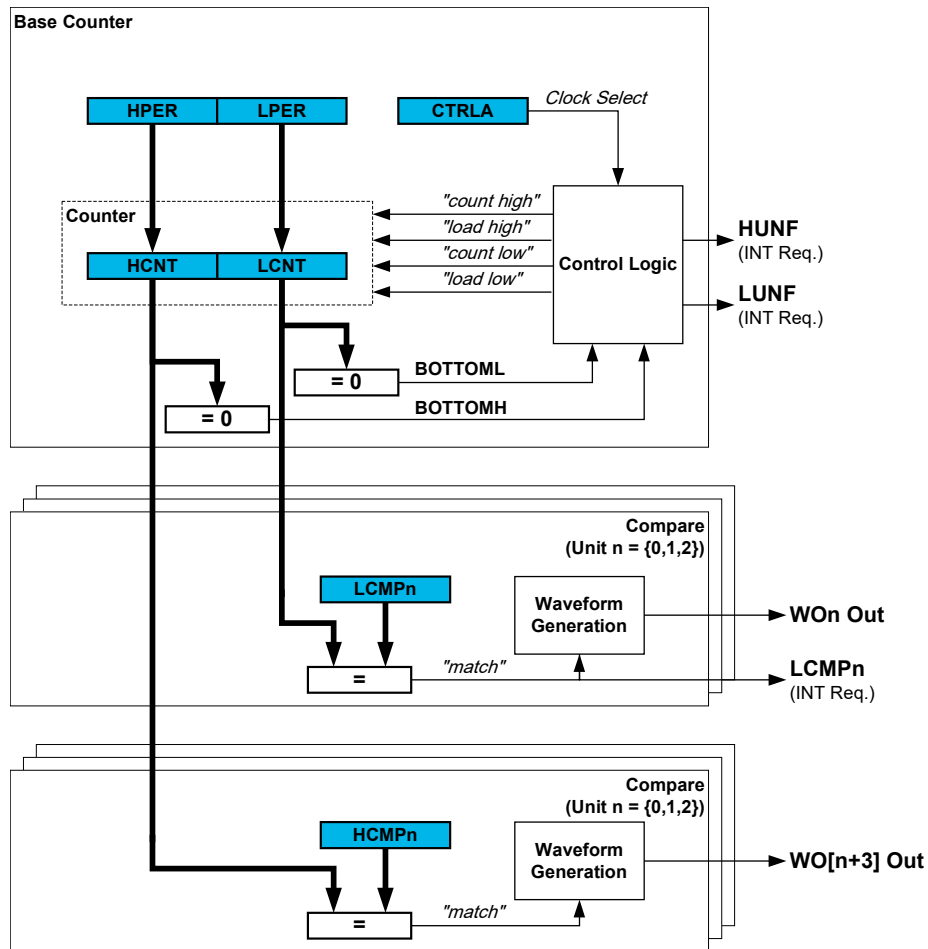 Base Counter
HPER LPER CTRLA Clock Select
Counter
"count high"
"load high"
"count low"
"load low"
HCNT LCNT
Control Logic
HUNF
(INT Req.)
LUNF
(INT Req.)
= 0 BOTTOML
= 0 BOTTOMH
Compare
(Unit n = {0,1,2})
LCMPn
Waveform
Generation
WOn Out
= "match"
LCMPn
(INT Req.)
Compare
(Unit n = {0,1,2})
HCMPn
Waveform
Generation
WO[n+3] Out
= "match"